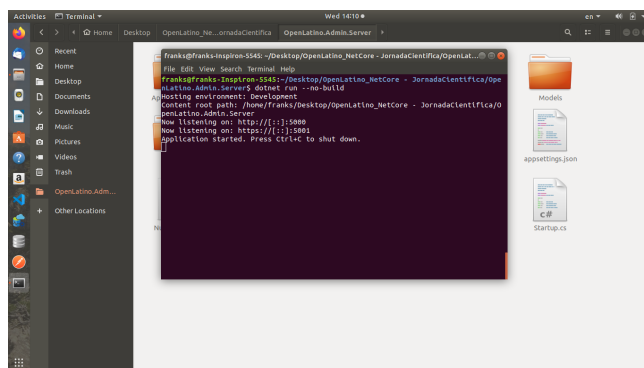 Activities
Terminal
Wed 14:10
en
Home
Desktop
OpenLatino_Ne...ornadaCientifica
OpenLatino.Admin.Server
Recent
Home
Desktop
Documents
Downloads
Music
Pictures
Videos
Trash
OpenLatino.Adm...
Other Locations
franks@franks-Inspiron-5545: ~/Desktop/OpenLatino_NetCore - JornadaCientifica/OpenLat...
File Edit View Search Terminal Help
franks@franks-Inspiron-5545:~/Desktop/OpenLatino_NetCore - JornadaCientifica/Ope
nLatino.Admin.Server$ dotnet run --no-build
Hosting environment: Development
Content root path: /home/franks/Desktop/OpenLatino_NetCore - JornadaCientifica/O
penLatino.Admin.Server
Now listening on: http://[::]:5000
Now listening on: https://[::]:5001
Application started. Press Ctrl+C to shut down.
Models
appsettings.json
C#
Startup.cs